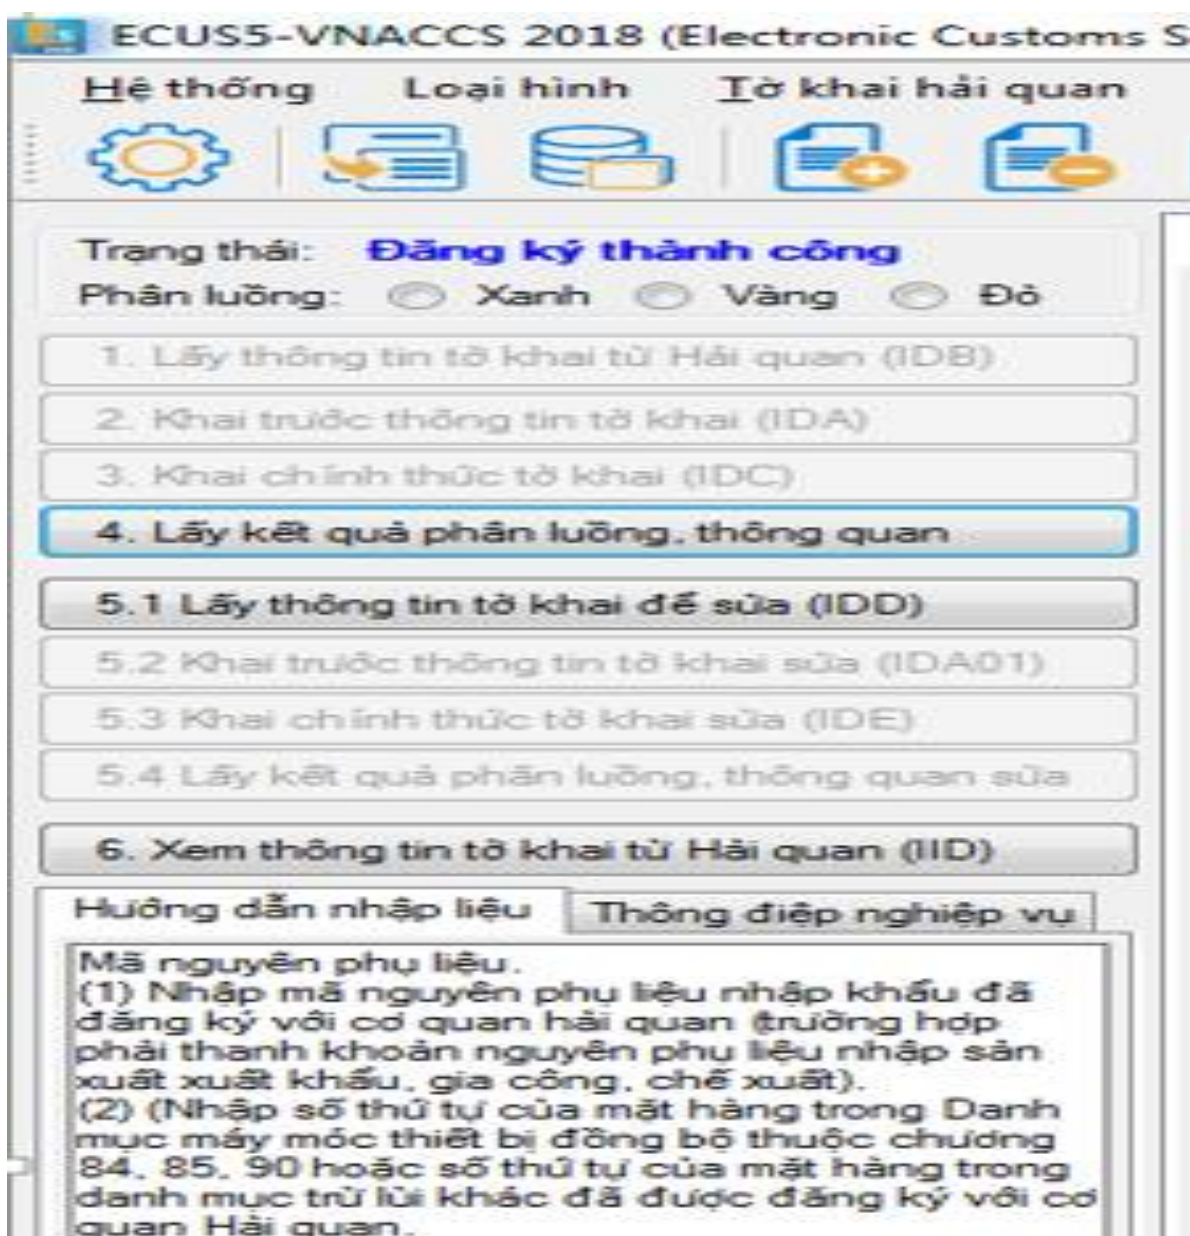 ECUS5-VNACCS 2018 (Electronic Customs S
Hệ thống Loại hình Tờ khai hải quan
Trạng thái: Đăng ký thành công
Phân luồng: Xanh Vàng Đỏ
1. Lấy thông tin tờ khai từ Hải quan (IDB)
2. Khai trước thông tin tờ khai (IDA)
3. Khai chính thức tờ khai (IDC)
4. Lấy kết quả phân luồng, thông quan
5.1 Lấy thông tin tờ khai để sửa (IDD)
5.2 Khai trước thông tin tờ khai sửa (IDA01)
5.3 Khai chính thức tờ khai sửa (IDE)
5.4 Lấy kết quả phân luồng, thông quan sửa
6. Xem thông tin tờ khai từ Hải quan (IID)
Hướng dẫn nhập liệu Thông điệp nghiệp vụ
Mã nguyên phụ liệu.
(1) Nhập mã nguyên phụ liệu nhập khẩu đã
đăng ký với cơ quan hải quan (trường hợp
phải thanh khoản nguyên phụ liệu nhập sản
xuất xuất khẩu, gia công, chế xuất).
(2) (Nhập số thứ tự của mặt hàng trong Danh
mục máy móc thiết bị đồng bộ thuộc chương
84, 85, 90 hoặc số thứ tự của mặt hàng trong
danh mục trừ lùi khác đã được đăng ký với cơ
quan Hải quan.